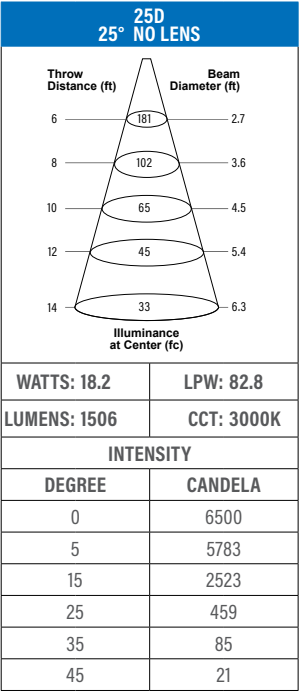 25D
25° NO LENS
Throw Beam
Distance (ft) Diameter (ft)
6 181 2.7
8 102 3.6
10 65 4.5
12 45 5.4
14 33 6.3
Illuminance
at Center (fc)
WATTS: 18.2 LPW: 82.8
LUMENS: 1506 CCT: 3000K
INTENSITY
DEGREE CANDELA
0 6500
5 5783
15 2523
25 459
35 85
45 21